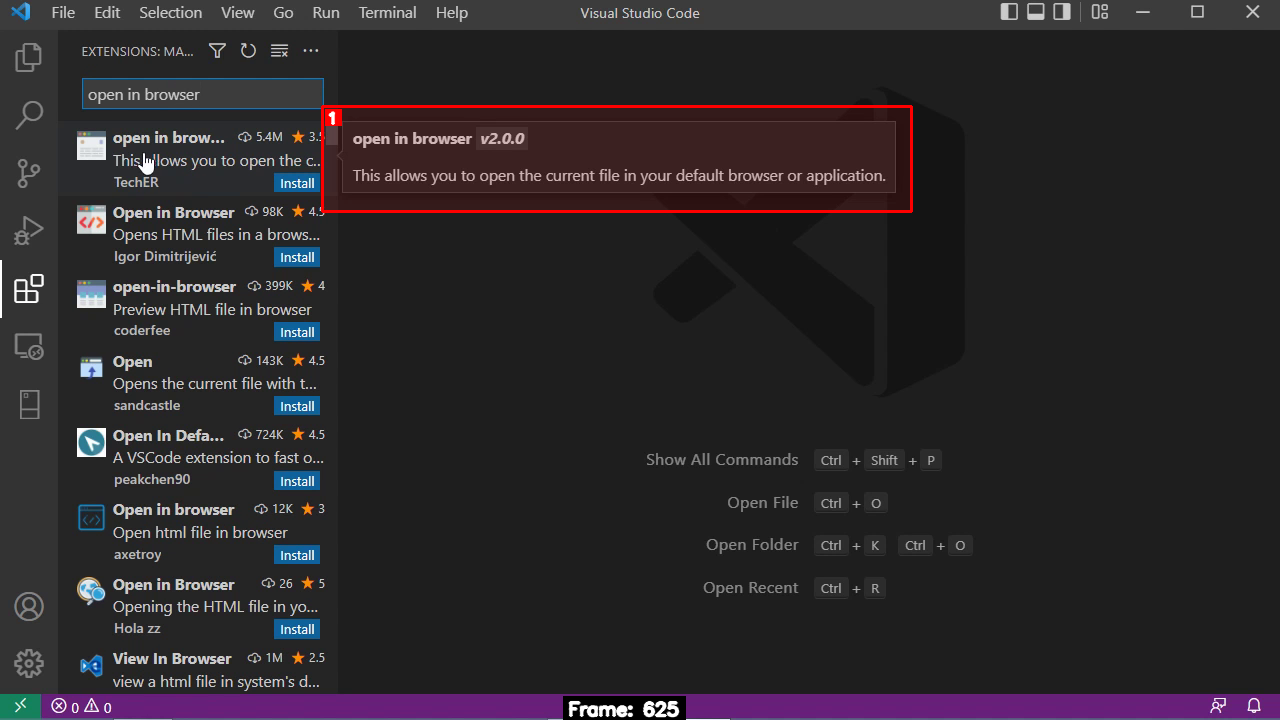 File Edit Selection View Go Run Terminal Help
Visual Studio Code
EXTENSIONS: MA...
open in browser
open in brow... 5.4M 3.5
This allows you to open the c...
TechER Install
1
open in browser v2.0.0
This allows you to open the current file in your default browser or application.
Open in Browser 98K 4.5
Opens HTML files in a brows...
Igor Dimitrijević Install
open-in-browser 399K 4
Preview HTML file in browser
coderfee Install
Open 143K 4.5
Opens the current file with t...
sandcastle Install
Open In Defa... 724K 4.5
A VSCode extension to fast o...
peakchen90 Install
Open in browser 12K 3
Open html file in browser
axetroy Install
Open in Browser 26 5
Opening the HTML file in yo...
Hola zz Install
View In Browser 1M 2.5
view a html file in system's d...
Show All Commands Ctrl + Shift + P
Open File Ctrl + O
Open Folder Ctrl + K Ctrl + O
Open Recent Ctrl + R
0 0
Frame: 625